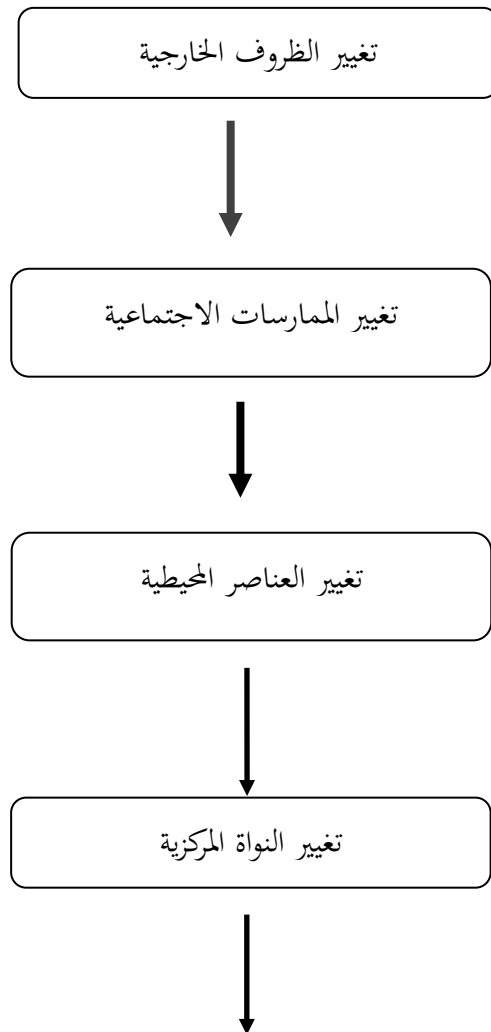 تغيير الظروف الخارجية
تغيير الممارسات الاجتماعية
تغيير العناصر المحيطية
تغيير النواة المركزية